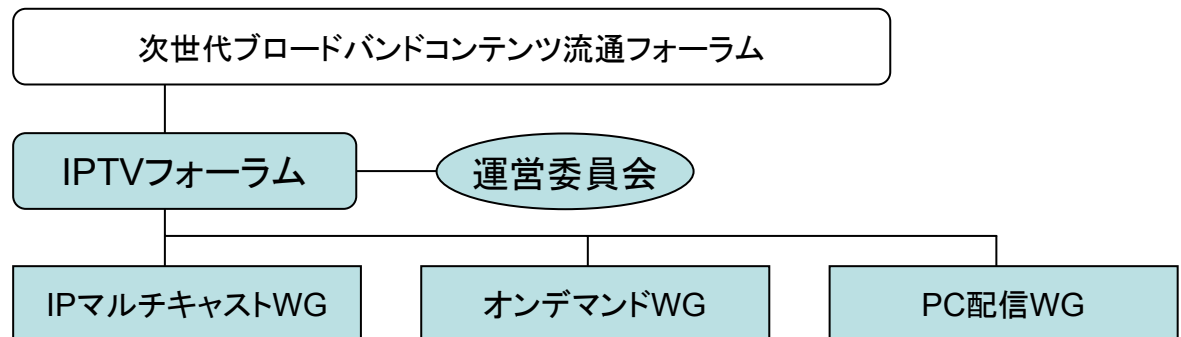 次世代ブロードバンドコンテンツ流通フォーラム
IPTVフォーラム
運営委員会
IPマルチキャストWG
オンデマンドWG
PC配信WG